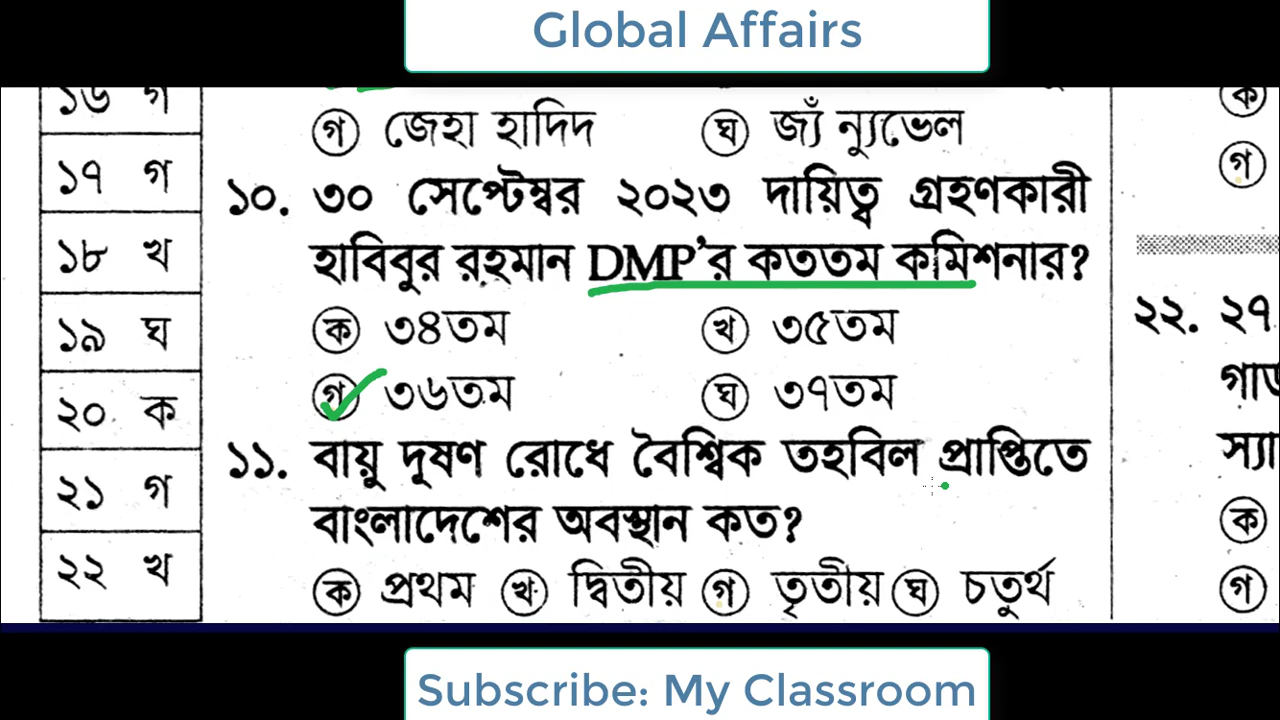 Global Affairs
১৬ গ
১৭ গ
১৮ খ
১৯ ঘ
২০ ক
২১ গ
২২ খ
গ জেহা হাদিদ ঘ জ্যঁ ন্যুভেল
১০. ৩০ সেপ্টেম্বর ২০২৩ দায়িত্ব গ্রহণকারী
হাবিবুর রহমান DMP’র কততম কমিশনার?
ক ৩৪তম খ ৩৫তম
গ ৩৬তম ঘ ৩৭তম
১১. বায়ু দূষণ রোধে বৈশ্বিক তহবিল প্রাপ্তিতে
বাংলাদেশের অবস্থান কত?
ক প্রথম খ দ্বিতীয় গ তৃতীয় ঘ চতুর্থ
ক
গ
২২. ২৭
ক
গ
Subscribe: My Classroom